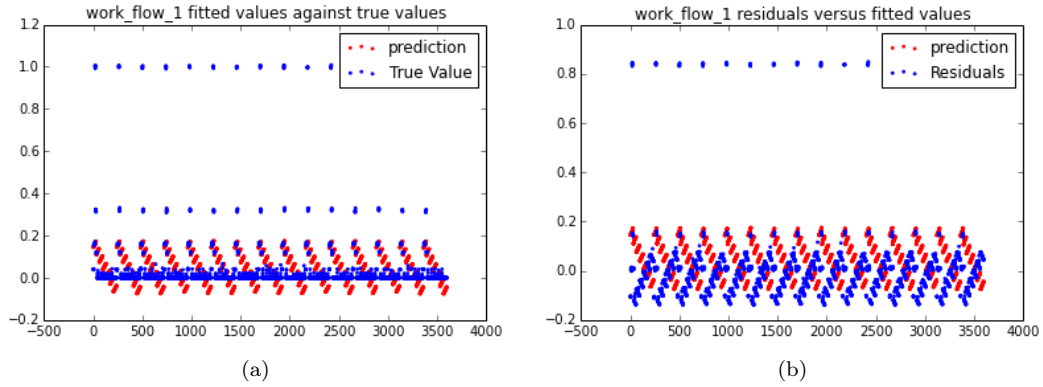 work_flow_1 fitted values against true values
1.2
1.0
0.8
0.6
0.4
0.2
0.0
−0.2
−500 0 500 1000 1500 2000 2500 3000 3500 4000
prediction
True Value
(a)
work_flow_1 residuals versus fitted values
1.0
0.8
0.6
0.4
0.2
0.0
−0.2
−500 0 500 1000 1500 2000 2500 3000 3500 4000
prediction
Residuals
(b)